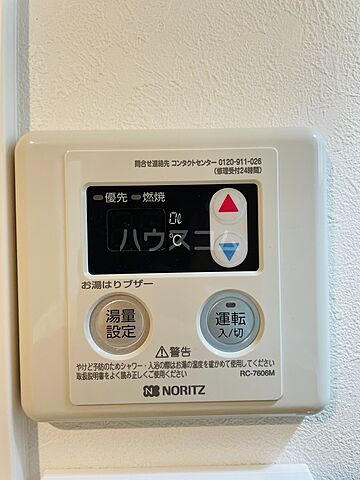 問合せ連絡先 コンタクトセンター 0120-911-026
(修理受付24時間)
優先 燃焼
0ℓ
ハウスコム
℃
お湯はりブザー
湯量
設定
運転
入/切
⚠警告
やけど予防のためシャワー・入浴の際はお湯の温度を確かめて使用してください
取扱説明書をよく読み正しくご使用ください
NORITZ
RC-7606M